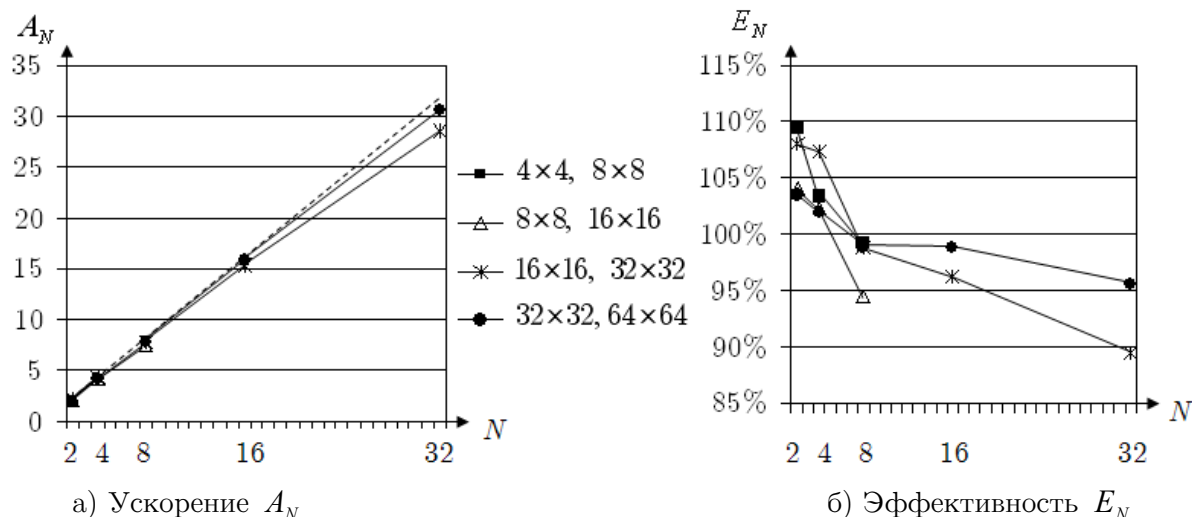 A_N
35
30
25
20
15
10
5
0
2 4 8 16 32
N
4×4, 8×8
8×8, 16×16
16×16, 32×32
32×32, 64×64
а) Ускорение A_N
E_N
115%
110%
105%
100%
95%
90%
85%
2 4 8 16 32
N
б) Эффективность E_N